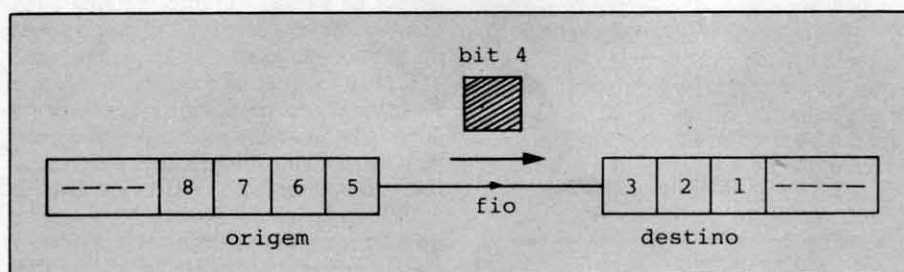 bit 4
---- 8 7 6 5 3 2 1 ----
fio
origem destino